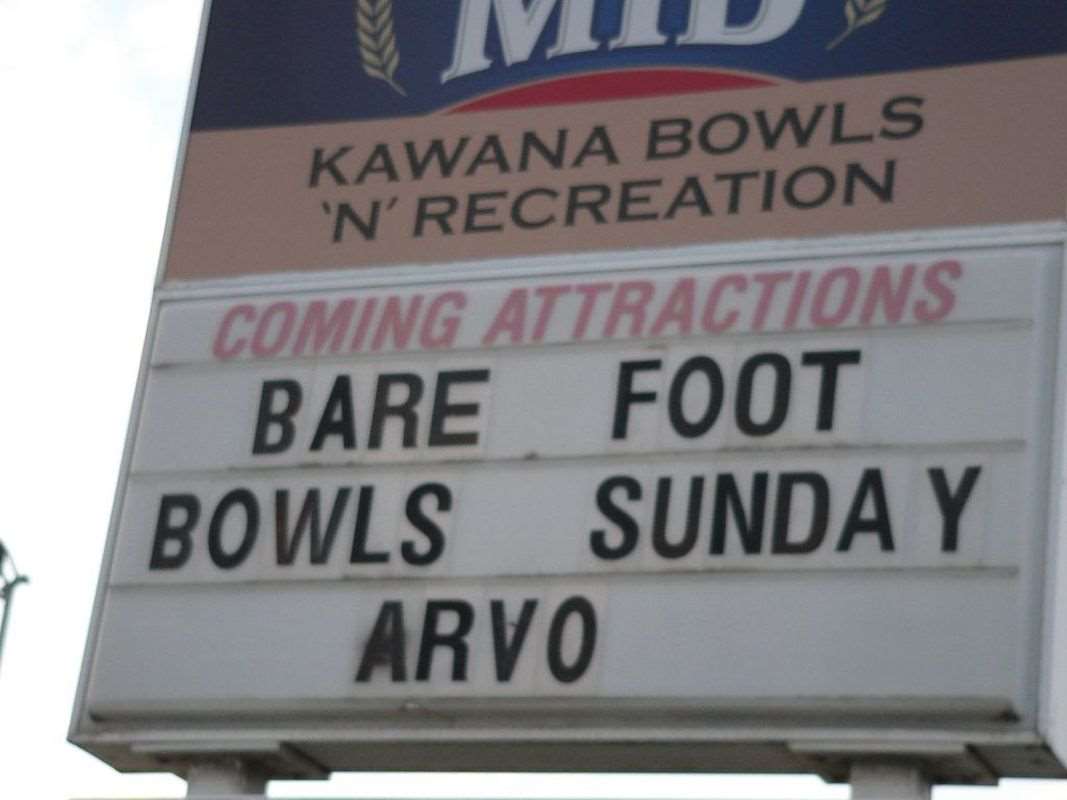 MID
KAWANA BOWLS
'N' RECREATION
COMING ATTRACTIONS
BARE FOOT
BOWLS SUNDAY
ARVO